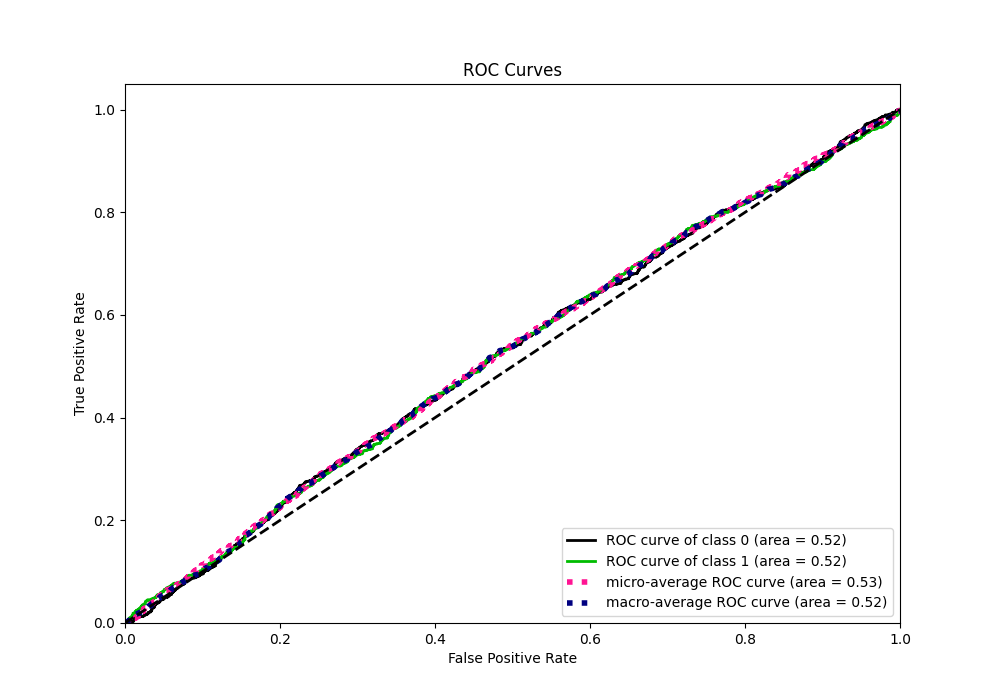 ROC Curves
True Positive Rate
1.0
0.8
0.6
0.4
0.2
0.0
0.0 0.2 0.4 0.6 0.8 1.0
False Positive Rate
ROC curve of class 0 (area = 0.52)
ROC curve of class 1 (area = 0.52)
micro-average ROC curve (area = 0.53)
macro-average ROC curve (area = 0.52)